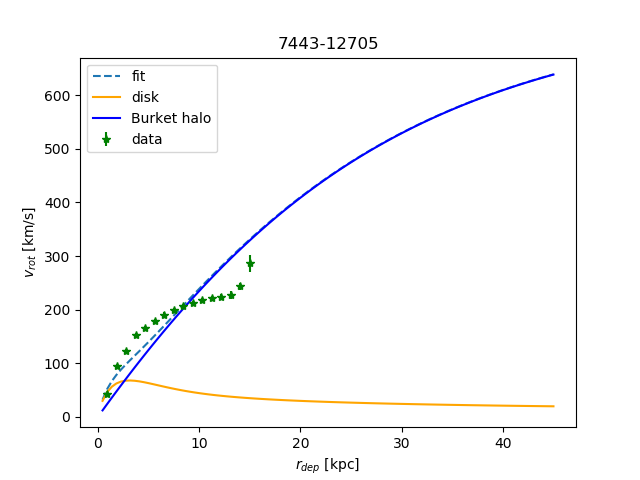 7443-12705
fit
disk
Burket halo
data
600
500
400
300
200
100
0
v_rot [km/s]
0 10 20 30 40
r_dep [kpc]